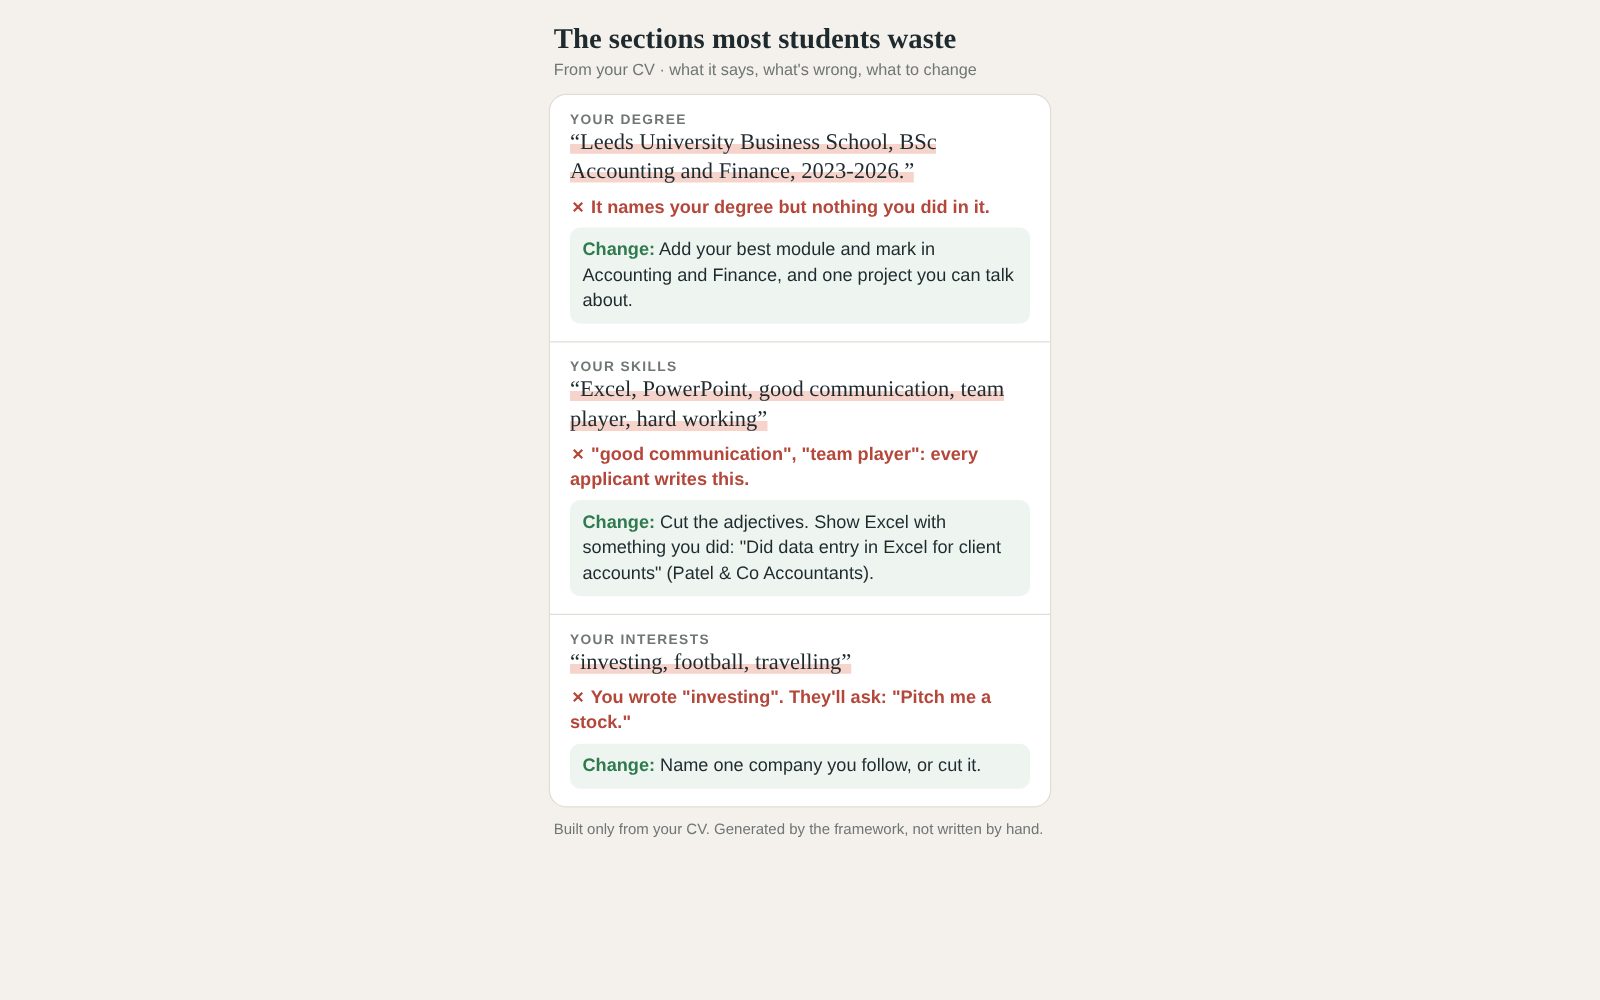 The sections most students waste
From your CV · what it says, what's wrong, what to change
YOUR DEGREE
“Leeds University Business School, BSc
Accounting and Finance, 2023-2026.”
✕ It names your degree but nothing you did in it.
Change: Add your best module and mark in
Accounting and Finance, and one project you can talk
about.
YOUR SKILLS
“Excel, PowerPoint, good communication, team
player, hard working”
✕ "good communication", "team player": every
applicant writes this.
Change: Cut the adjectives. Show Excel with
something you did: "Did data entry in Excel for client
accounts" (Patel & Co Accountants).
YOUR INTERESTS
“investing, football, travelling”
✕ You wrote "investing". They'll ask: "Pitch me a
stock."
Change: Name one company you follow, or cut it.
Built only from your CV. Generated by the framework, not written by hand.